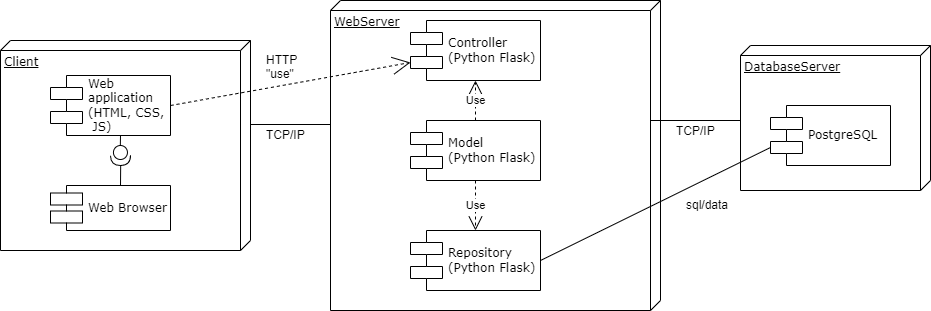 Client
Web
application
(HTML, CSS,
JS)
Web Browser
HTTP
"use"
TCP/IP
WebServer
Controller
(Python Flask)
Use
Model
(Python Flask)
Use
Repository
(Python Flask)
TCP/IP
sql/data
DatabaseServer
PostgreSQL